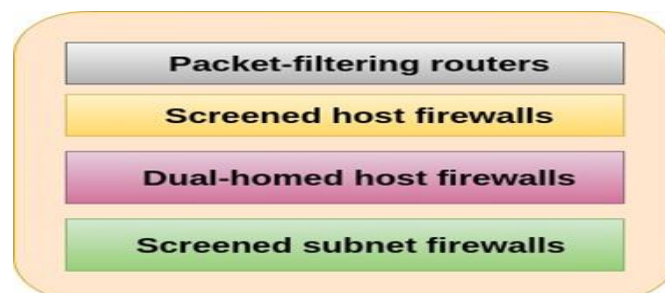 Packet-filtering routers
Screened host firewalls
Dual-homed host firewalls
Screened subnet firewalls